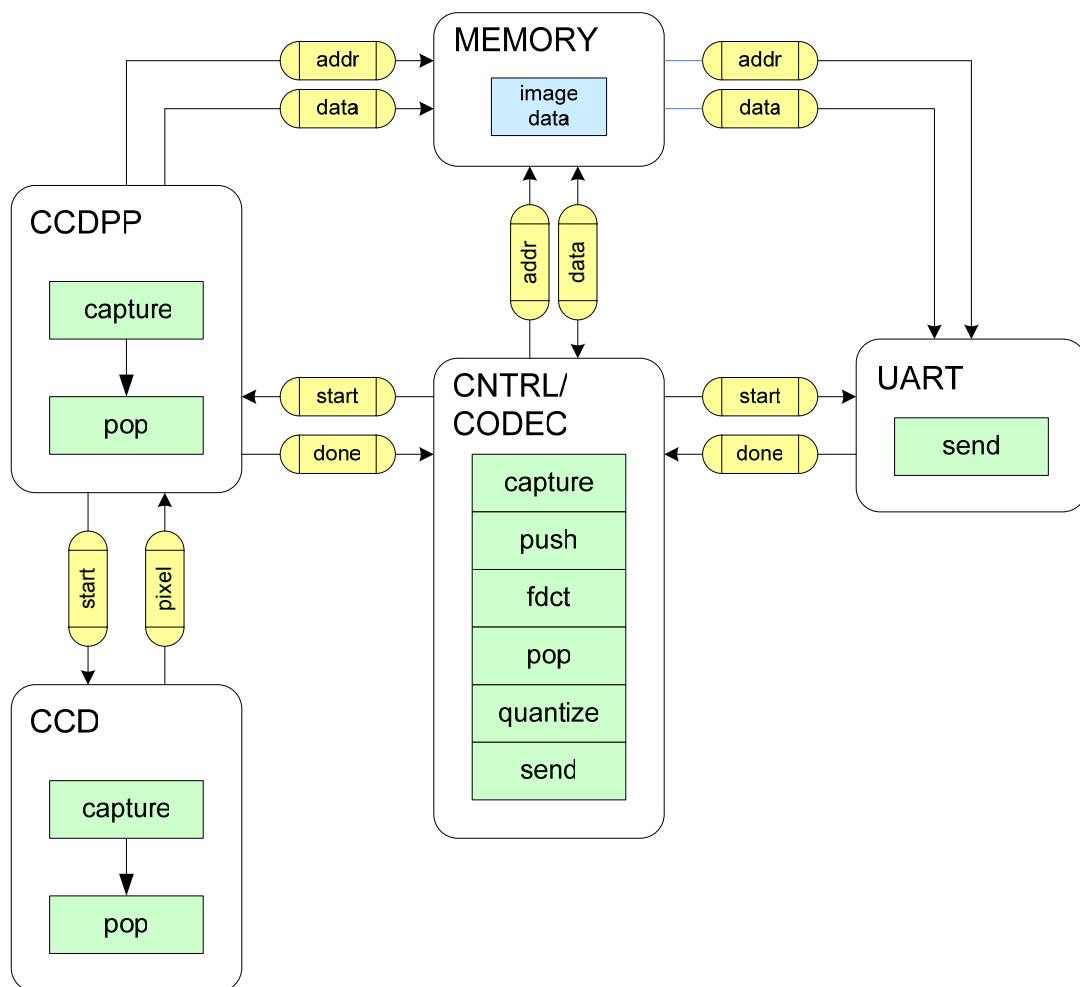 MEMORY
image
data
addr
data
addr
data
CCDPP
capture
pop
addr
data
start
done
CNTRL/
CODEC
capture
push
fdct
pop
quantize
send
start
done
UART
send
start
pixel
CCD
capture
pop